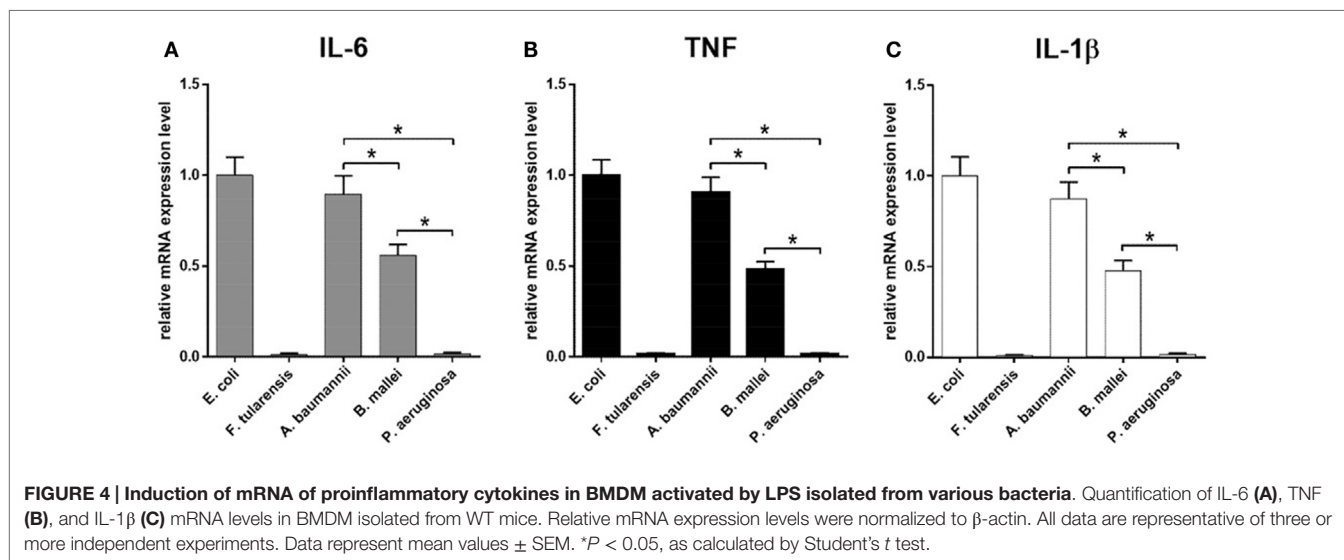 A IL-6
relative mRNA expression level
1.5
1.0
0.5
0.0
*
*
*
E. coli
F. tularensis
A. baumannii
B. mallei
P. aeruginosa
B TNF
relative mRNA expression level
1.5
1.0
0.5
0.0
*
*
*
E. coli
F. tularensis
A. baumannii
B. mallei
P. aeruginosa
C IL-1β
relative mRNA expression level
1.5
1.0
0.5
0.0
*
*
*
E. coli
F. tularensis
A. baumannii
B. mallei
P. aeruginosa
FIGURE 4 | Induction of mRNA of proinflammatory cytokines in BMDM activated by LPS isolated from various bacteria. Quantification of IL-6 (A), TNF
(B), and IL-1β (C) mRNA levels in BMDM isolated from WT mice. Relative mRNA expression levels were normalized to β-actin. All data are representative of three or
more independent experiments. Data represent mean values ± SEM. *P < 0.05, as calculated by Student’s t test.